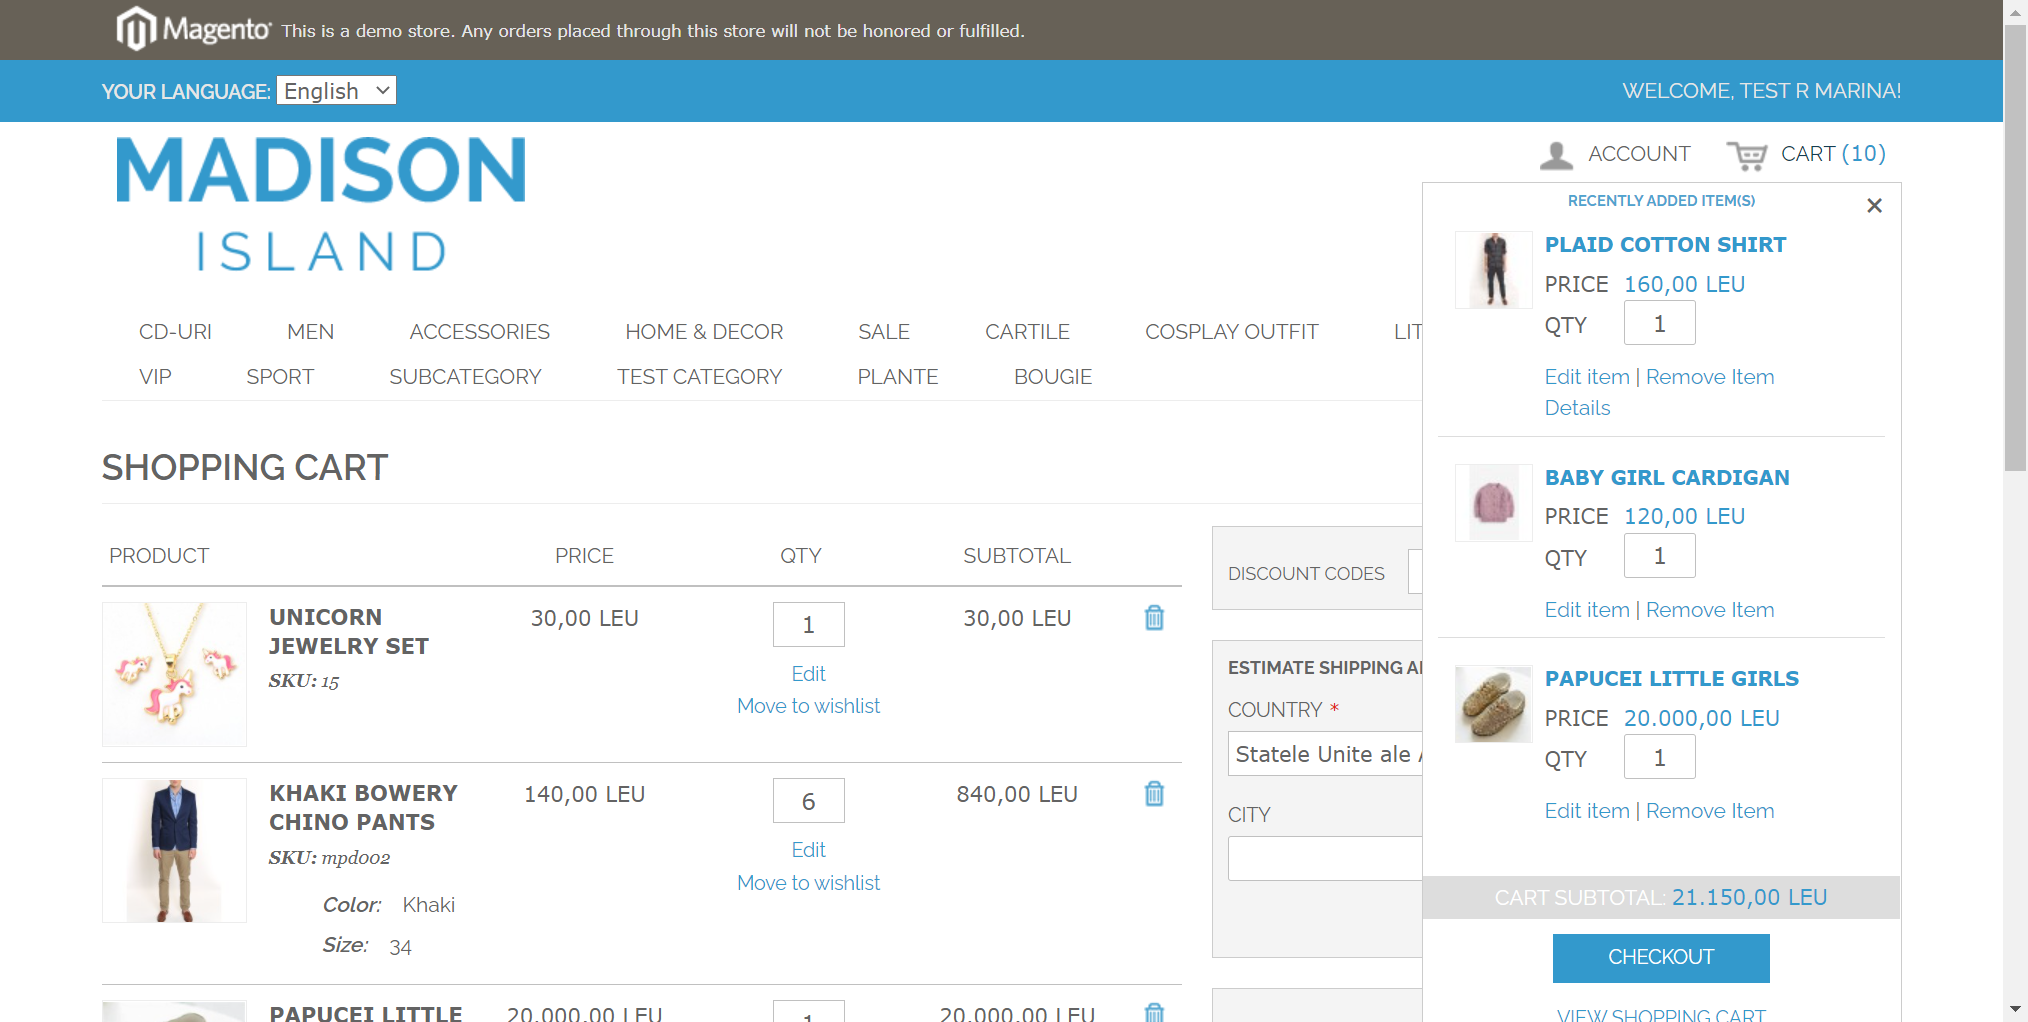 Magento This is a demo store. Any orders placed through this store will not be honored or fulfilled.
YOUR LANGUAGE: English
WELCOME, TEST R MARINA!
MADISON
ISLAND
ACCOUNT
CART (10)
CD-URI MEN ACCESSORIES HOME & DECOR SALE CARTILE COSPLAY OUTFIT LIT
VIP SPORT SUBCATEGORY TEST CATEGORY PLANTE BOUGIE
RECENTLY ADDED ITEM(S)
×
PLAID COTTON SHIRT
PRICE 160,00 LEU
QTY 1
Edit item | Remove Item
Details
BABY GIRL CARDIGAN
PRICE 120,00 LEU
QTY 1
Edit item | Remove Item
PAPUCEI LITTLE GIRLS
PRICE 20.000,00 LEU
QTY 1
Edit item | Remove Item
CART SUBTOTAL: 21.150,00 LEU
CHECKOUT
VIEW SHOPPING CART
SHOPPING CART
PRODUCT PRICE QTY SUBTOTAL
UNICORN
JEWELRY SET
SKU: 15
30,00 LEU
1
Edit
Move to wishlist
30,00 LEU
KHAKI BOWERY
CHINO PANTS
SKU: mpd002
Color: Khaki
Size: 34
140,00 LEU
6
Edit
Move to wishlist
840,00 LEU
PAPUCEI LITTLE
20.000,00 LEU
1
20.000,00 LEU
DISCOUNT CODES
ESTIMATE SHIPPING
COUNTRY *
Statele Unite ale
CITY